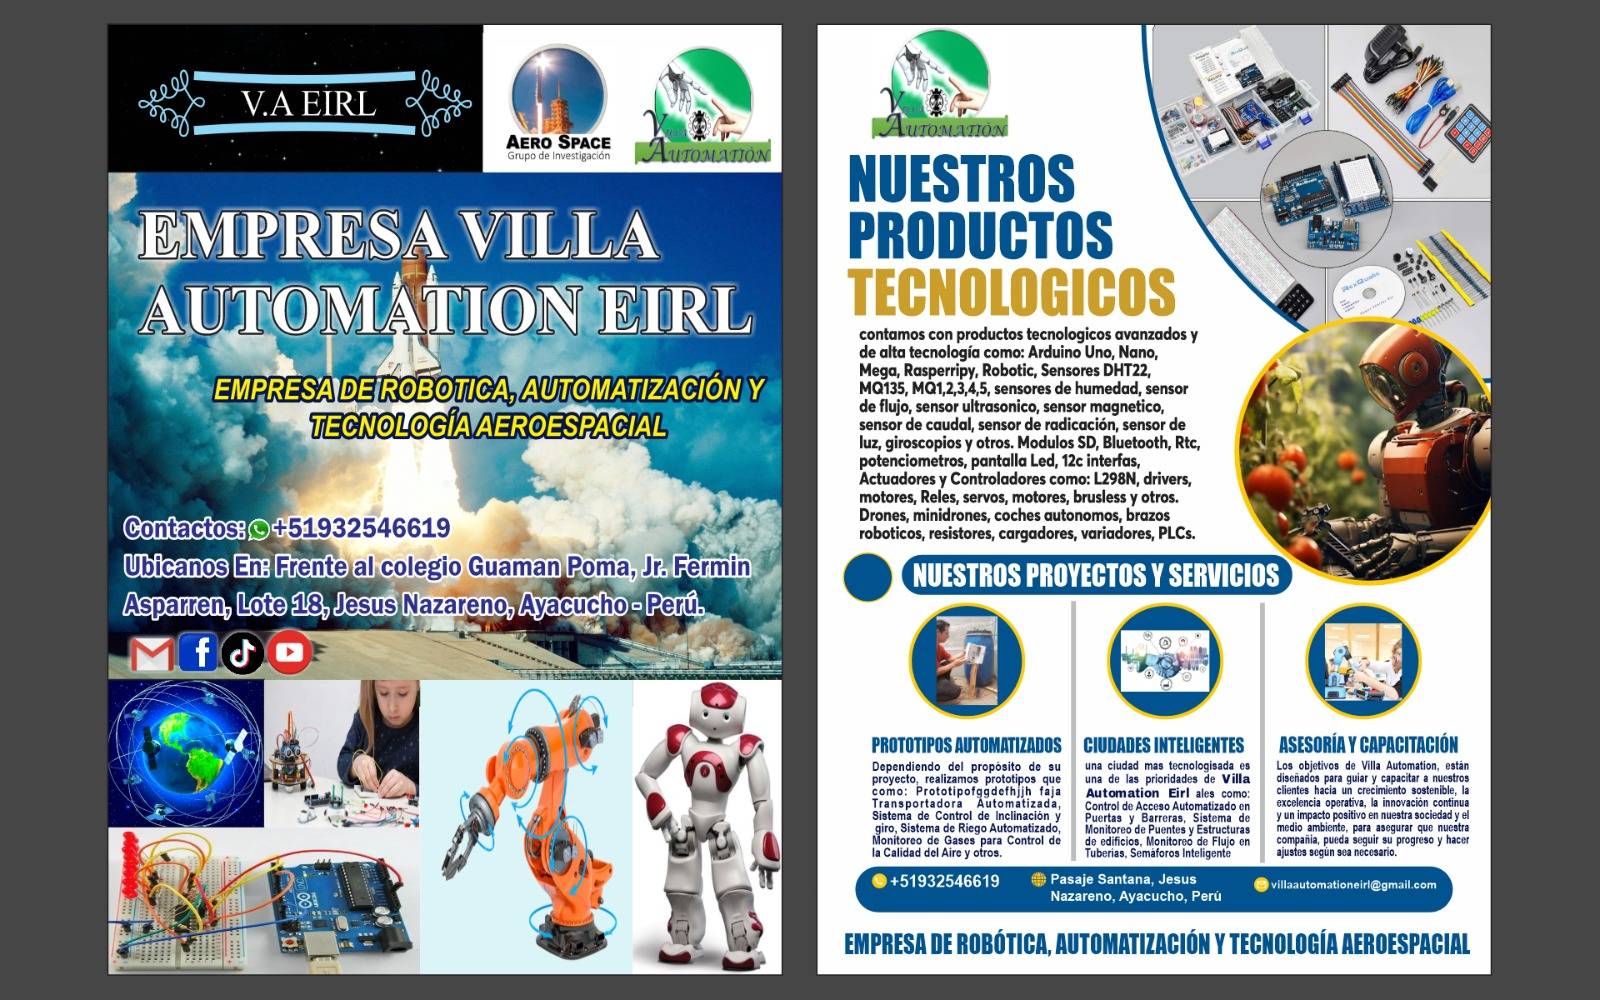 V.A EIRL
AERO SPACE
Grupo de Investigación
VILLA
AUTOMATIÓN
EMPRESA VILLA
AUTOMATION EIRL
EMPRESA DE ROBOTICA, AUTOMATIZACIÓN Y
TECNOLOGÍA AEROESPACIAL
Contactos: +51932546619
Ubicanos En: Frente al colegio Guaman Poma, Jr. Fermin
Asparren, Lote 18, Jesus Nazareno, Ayacucho - Perú.
VILLA
AUTOMATIÓN
NUESTROS
PRODUCTOS
TECNOLOGICOS
contamos con productos tecnologicos avanzados y
de alta tecnología como: Arduino Uno, Nano,
Mega, Rasperripy, Robotic, Sensores DHT22,
MQ135, MQ1,2,3,4,5, sensores de humedad, sensor
de flujo, sensor ultrasonico, sensor magnetico,
sensor de caudal, sensor de radicación, sensor de
luz, giroscopios y otros. Modulos SD, Bluetooth, Rtc,
potenciometros, pantalla Led, 12c interfas,
Actuadores y Controladores como: L298N, drivers,
motores, Reles, servos, motores, brusless y otros.
Drones, minidrones, coches autonomos, brazos
roboticos, resistores, cargadores, variadores, PLCs.
NUESTROS PROYECTOS Y SERVICIOS
PROTOTIPOS AUTOMATIZADOS
Dependiendo del propósito de su
proyecto, realizamos prototipos que
como: Prototipofggdefhjjh faja
Transportadora Automatizada,
Sistema de Control de Inclinación y
giro, Sistema de Riego Automatizado,
Monitoreo de Gases para Control de
la Calidad del Aire y otros.
CIUDADES INTELIGENTES
una ciudad mas tecnologisada es
una de las prioridades de Villa
Automation Eirl ales como:
Control de Acceso Automatizado en
Puertas y Barreras, Sistema de
Monitoreo de Puentes y Estructuras
de edificios, Monitoreo de Flujo en
Tuberías, Semáforos Inteligente
ASESORÍA Y CAPACITACIÓN
Los objetivos de Villa Automation, están
diseñados para guiar y capacitar a nuestros
clientes hacia un crecimiento sostenible, la
excelencia operativa, la innovación continua
y un impacto positivo en nuestra sociedad y el
medio ambiente, para asegurar que nuestra
compañía, pueda seguir su progreso y hacer
ajustes según sea necesario.
+51932546619
Pasaje Santana, Jesus
Nazareno, Ayacucho, Perú
villaautomationeirl@gmail.com
EMPRESA DE ROBÓTICA, AUTOMATIZACIÓN Y TECNOLOGÍA AEROESPACIAL